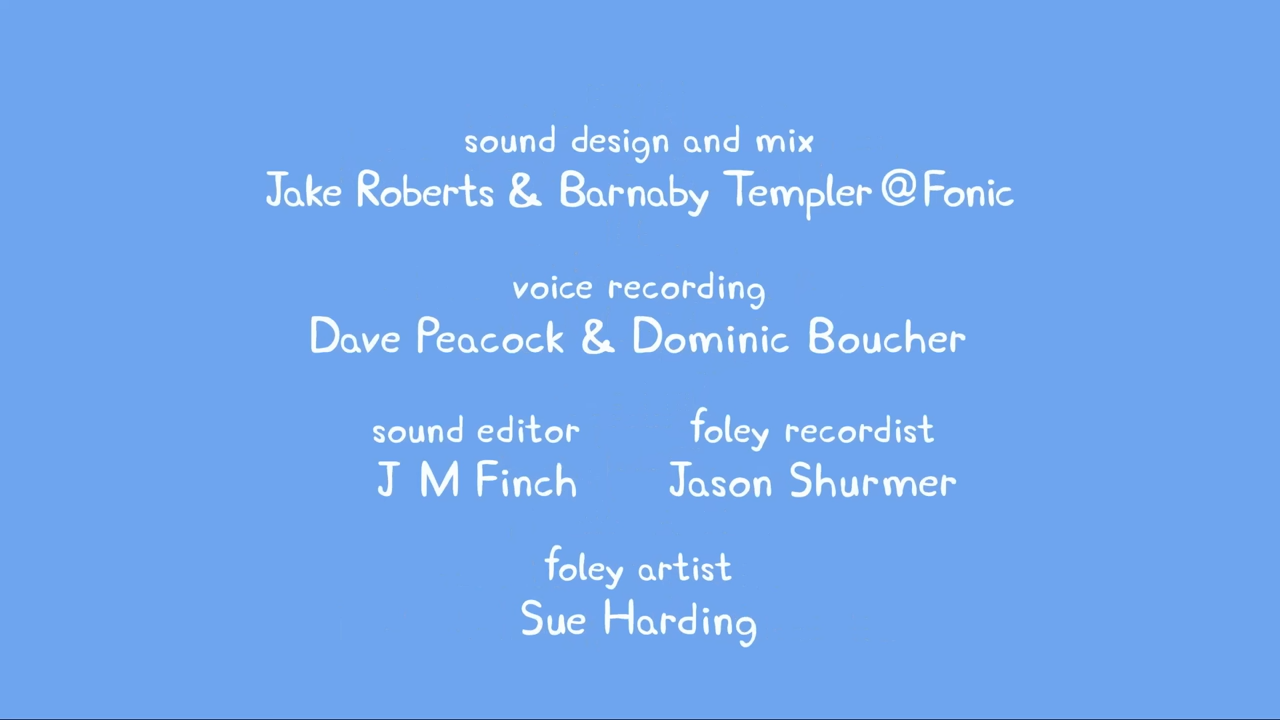 sound design and mix
Jake Roberts & Barnaby Templer @ Fonic
voice recording
Dave Peacock & Dominic Boucher
sound editor
J M Finch
foley recordist
Jason Shurmer
foley artist
Sue Harding